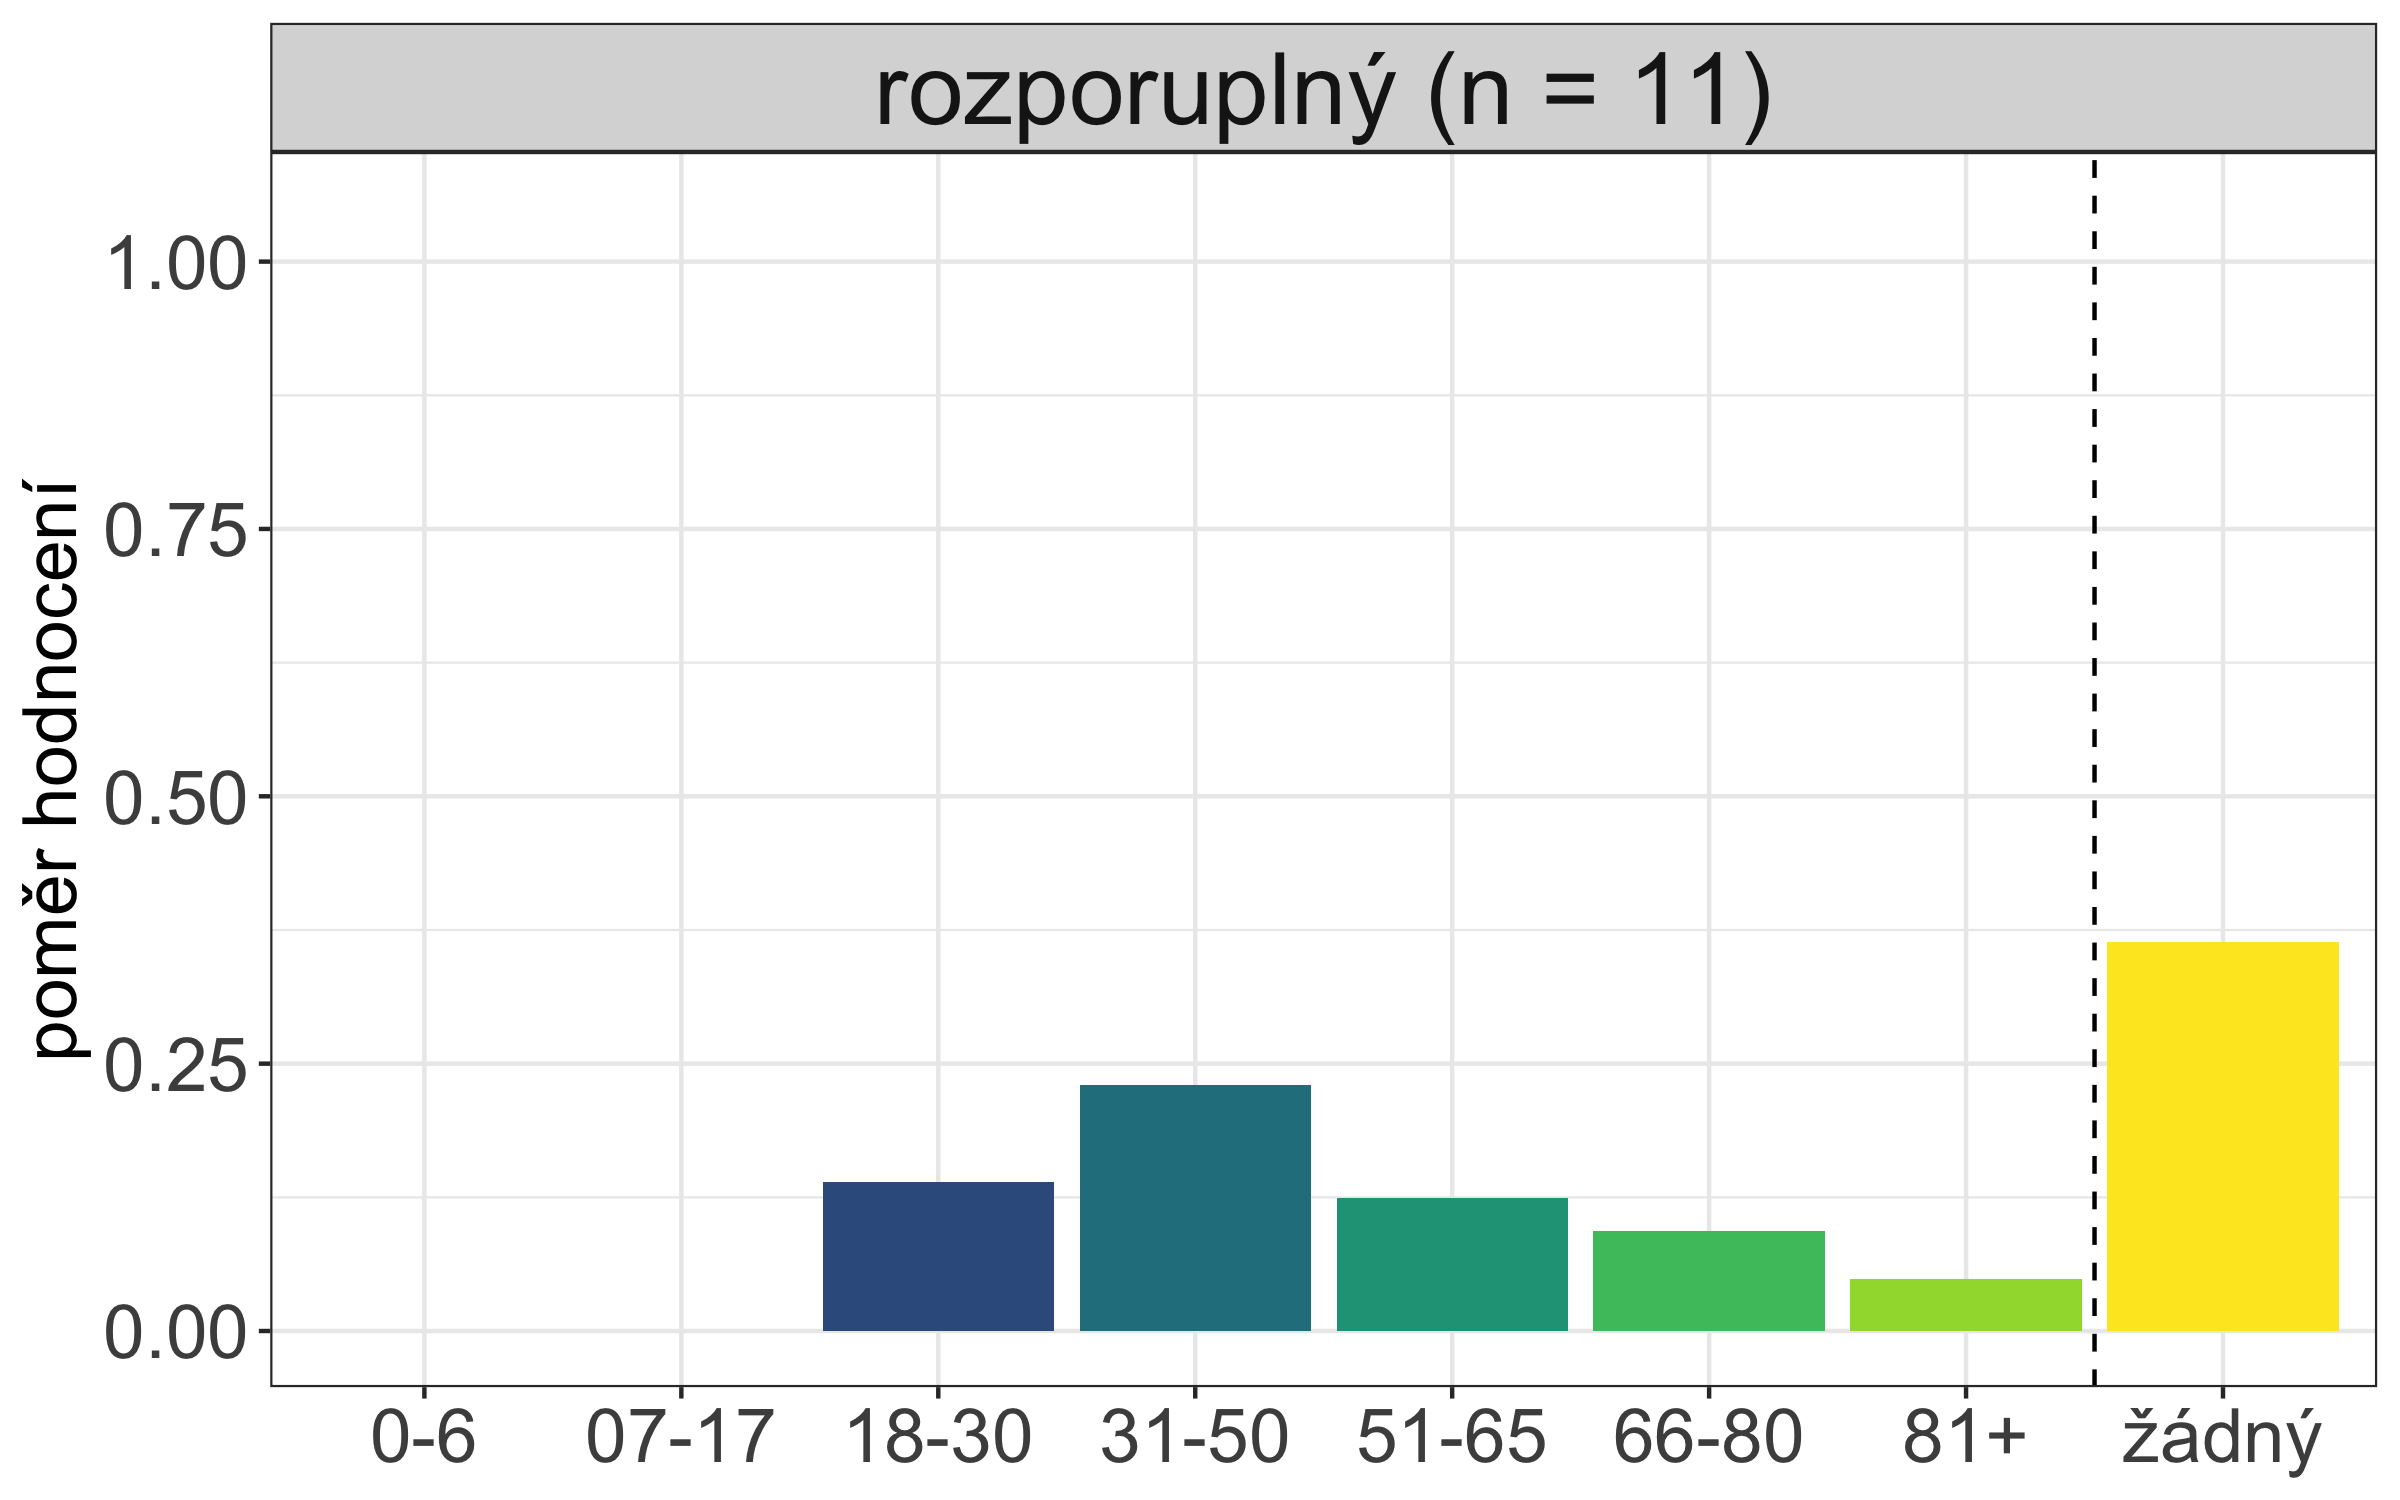 rozporuplný (n = 11)
poměr hodnocení
1.00
0.75
0.50
0.25
0.00
0-6 07-17 18-30 31-50 51-65 66-80 81+ žádný